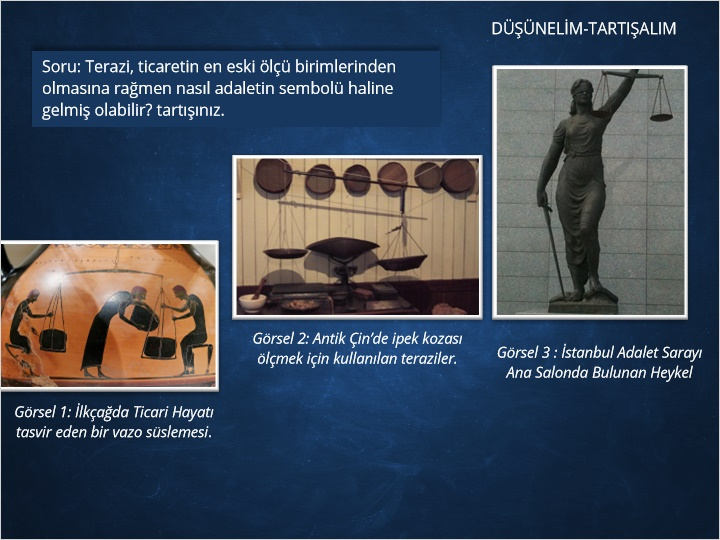 DÜŞÜNELİM-TARTIŞALIM
Soru: Terazi, ticaretin en eski ölçü birimlerinden
olmasına rağmen nasıl adaletin sembolü haline
gelmiş olabilir? tartışınız.
Görsel 1: İlkçağda Ticari Hayatı
tasvir eden bir vazo süslemesi.
Görsel 2: Antik Çin’de ipek kozası
ölçmek için kullanılan teraziler.
Görsel 3 : İstanbul Adalet Sarayı
Ana Salonda Bulunan Heykel